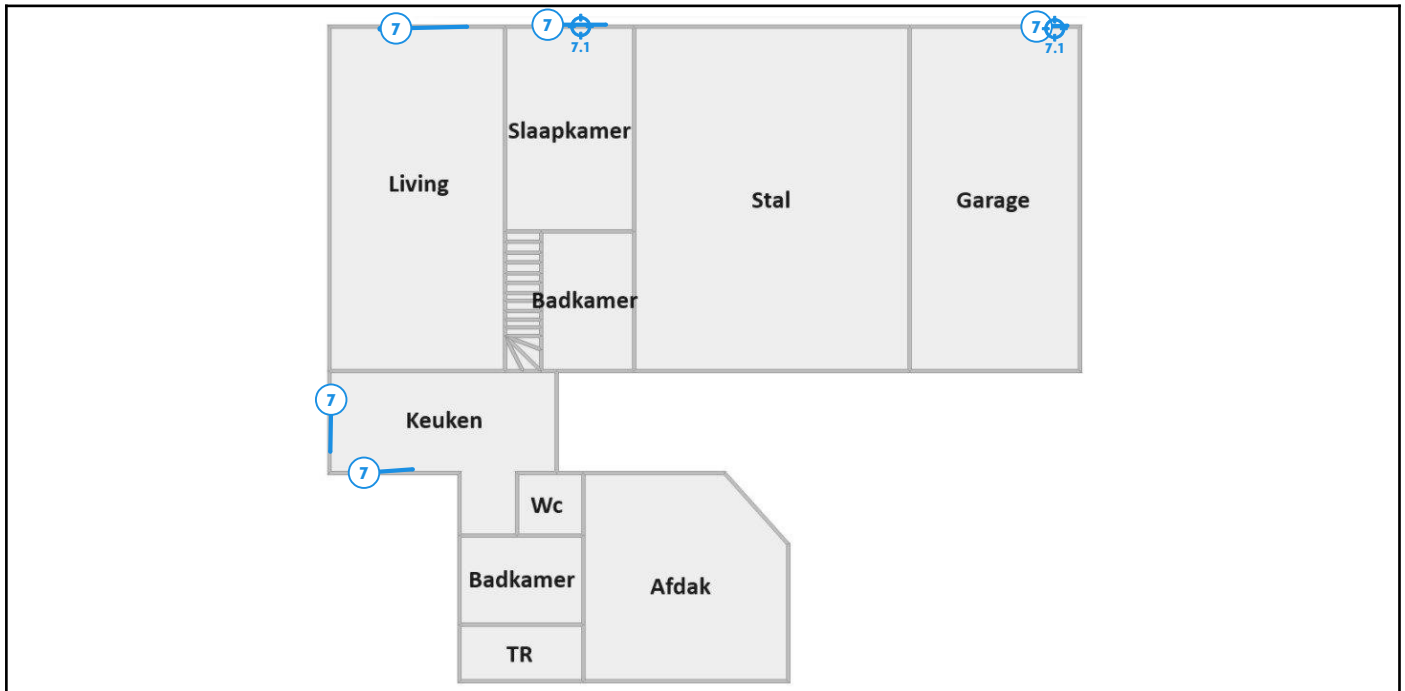 7
7
7.1
7
7.1
Slaapkamer
Living
Stal
Garage
Badkamer
7
Keuken
7
Wc
Badkamer
Afdak
TR